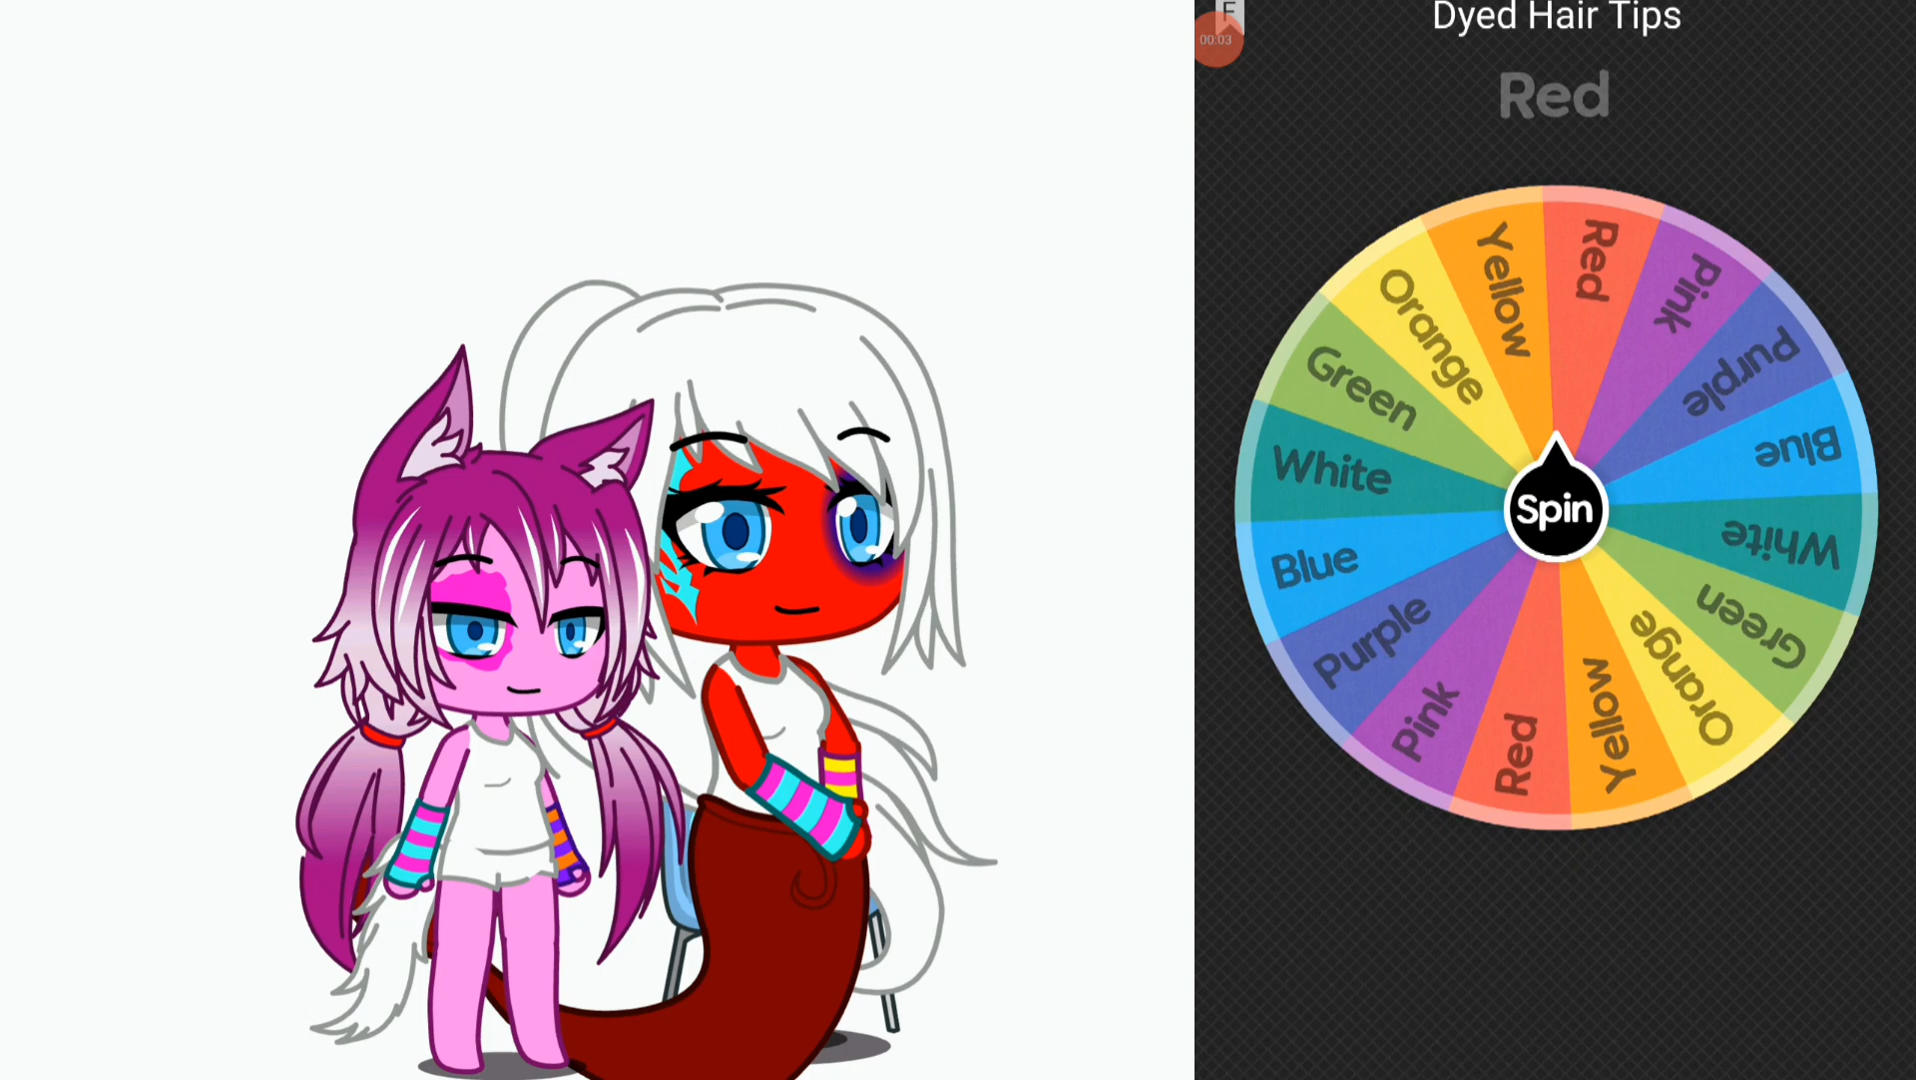 F
00:03
Dyed Hair Tips
Red
Red
Pink
Purple
Blue
White
Green
Orange
Yellow
Red
Pink
Purple
Blue
White
Green
Orange
Yellow
Spin